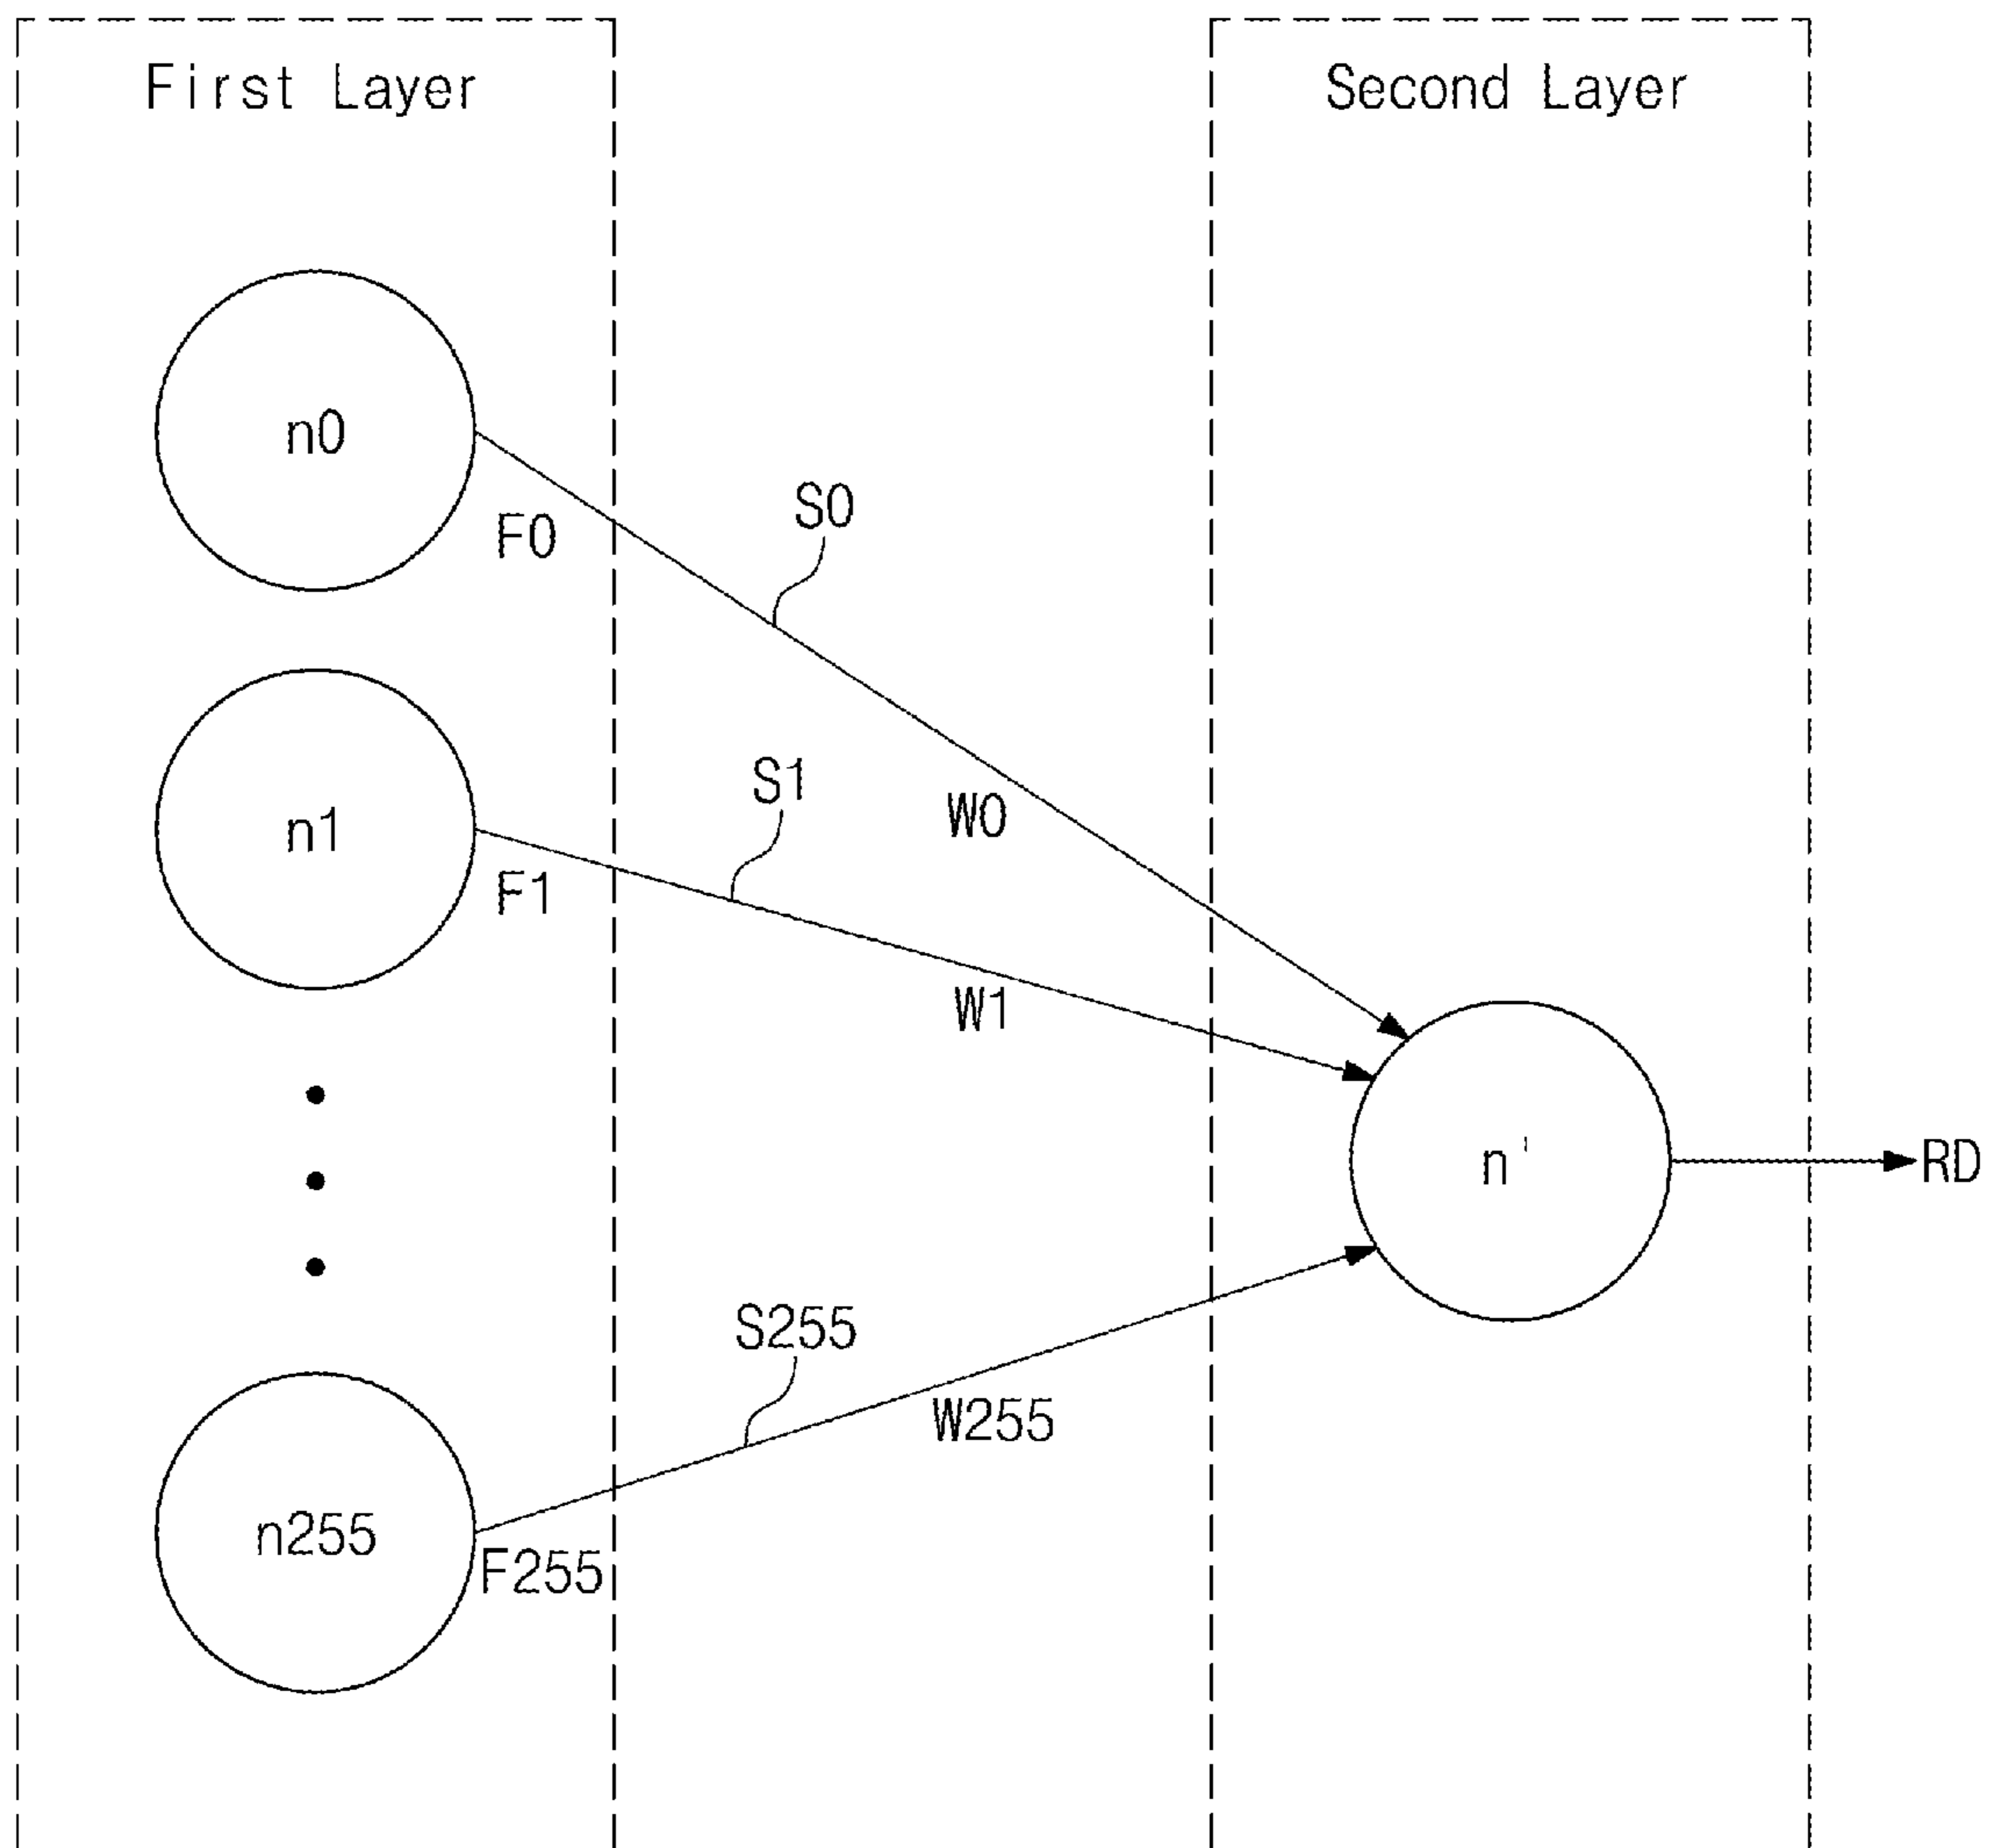 First Layer
Second Layer
n0
F0
S0
W0
n1
F1
S1
W1
n'
RD
S255
W255
n255
F255